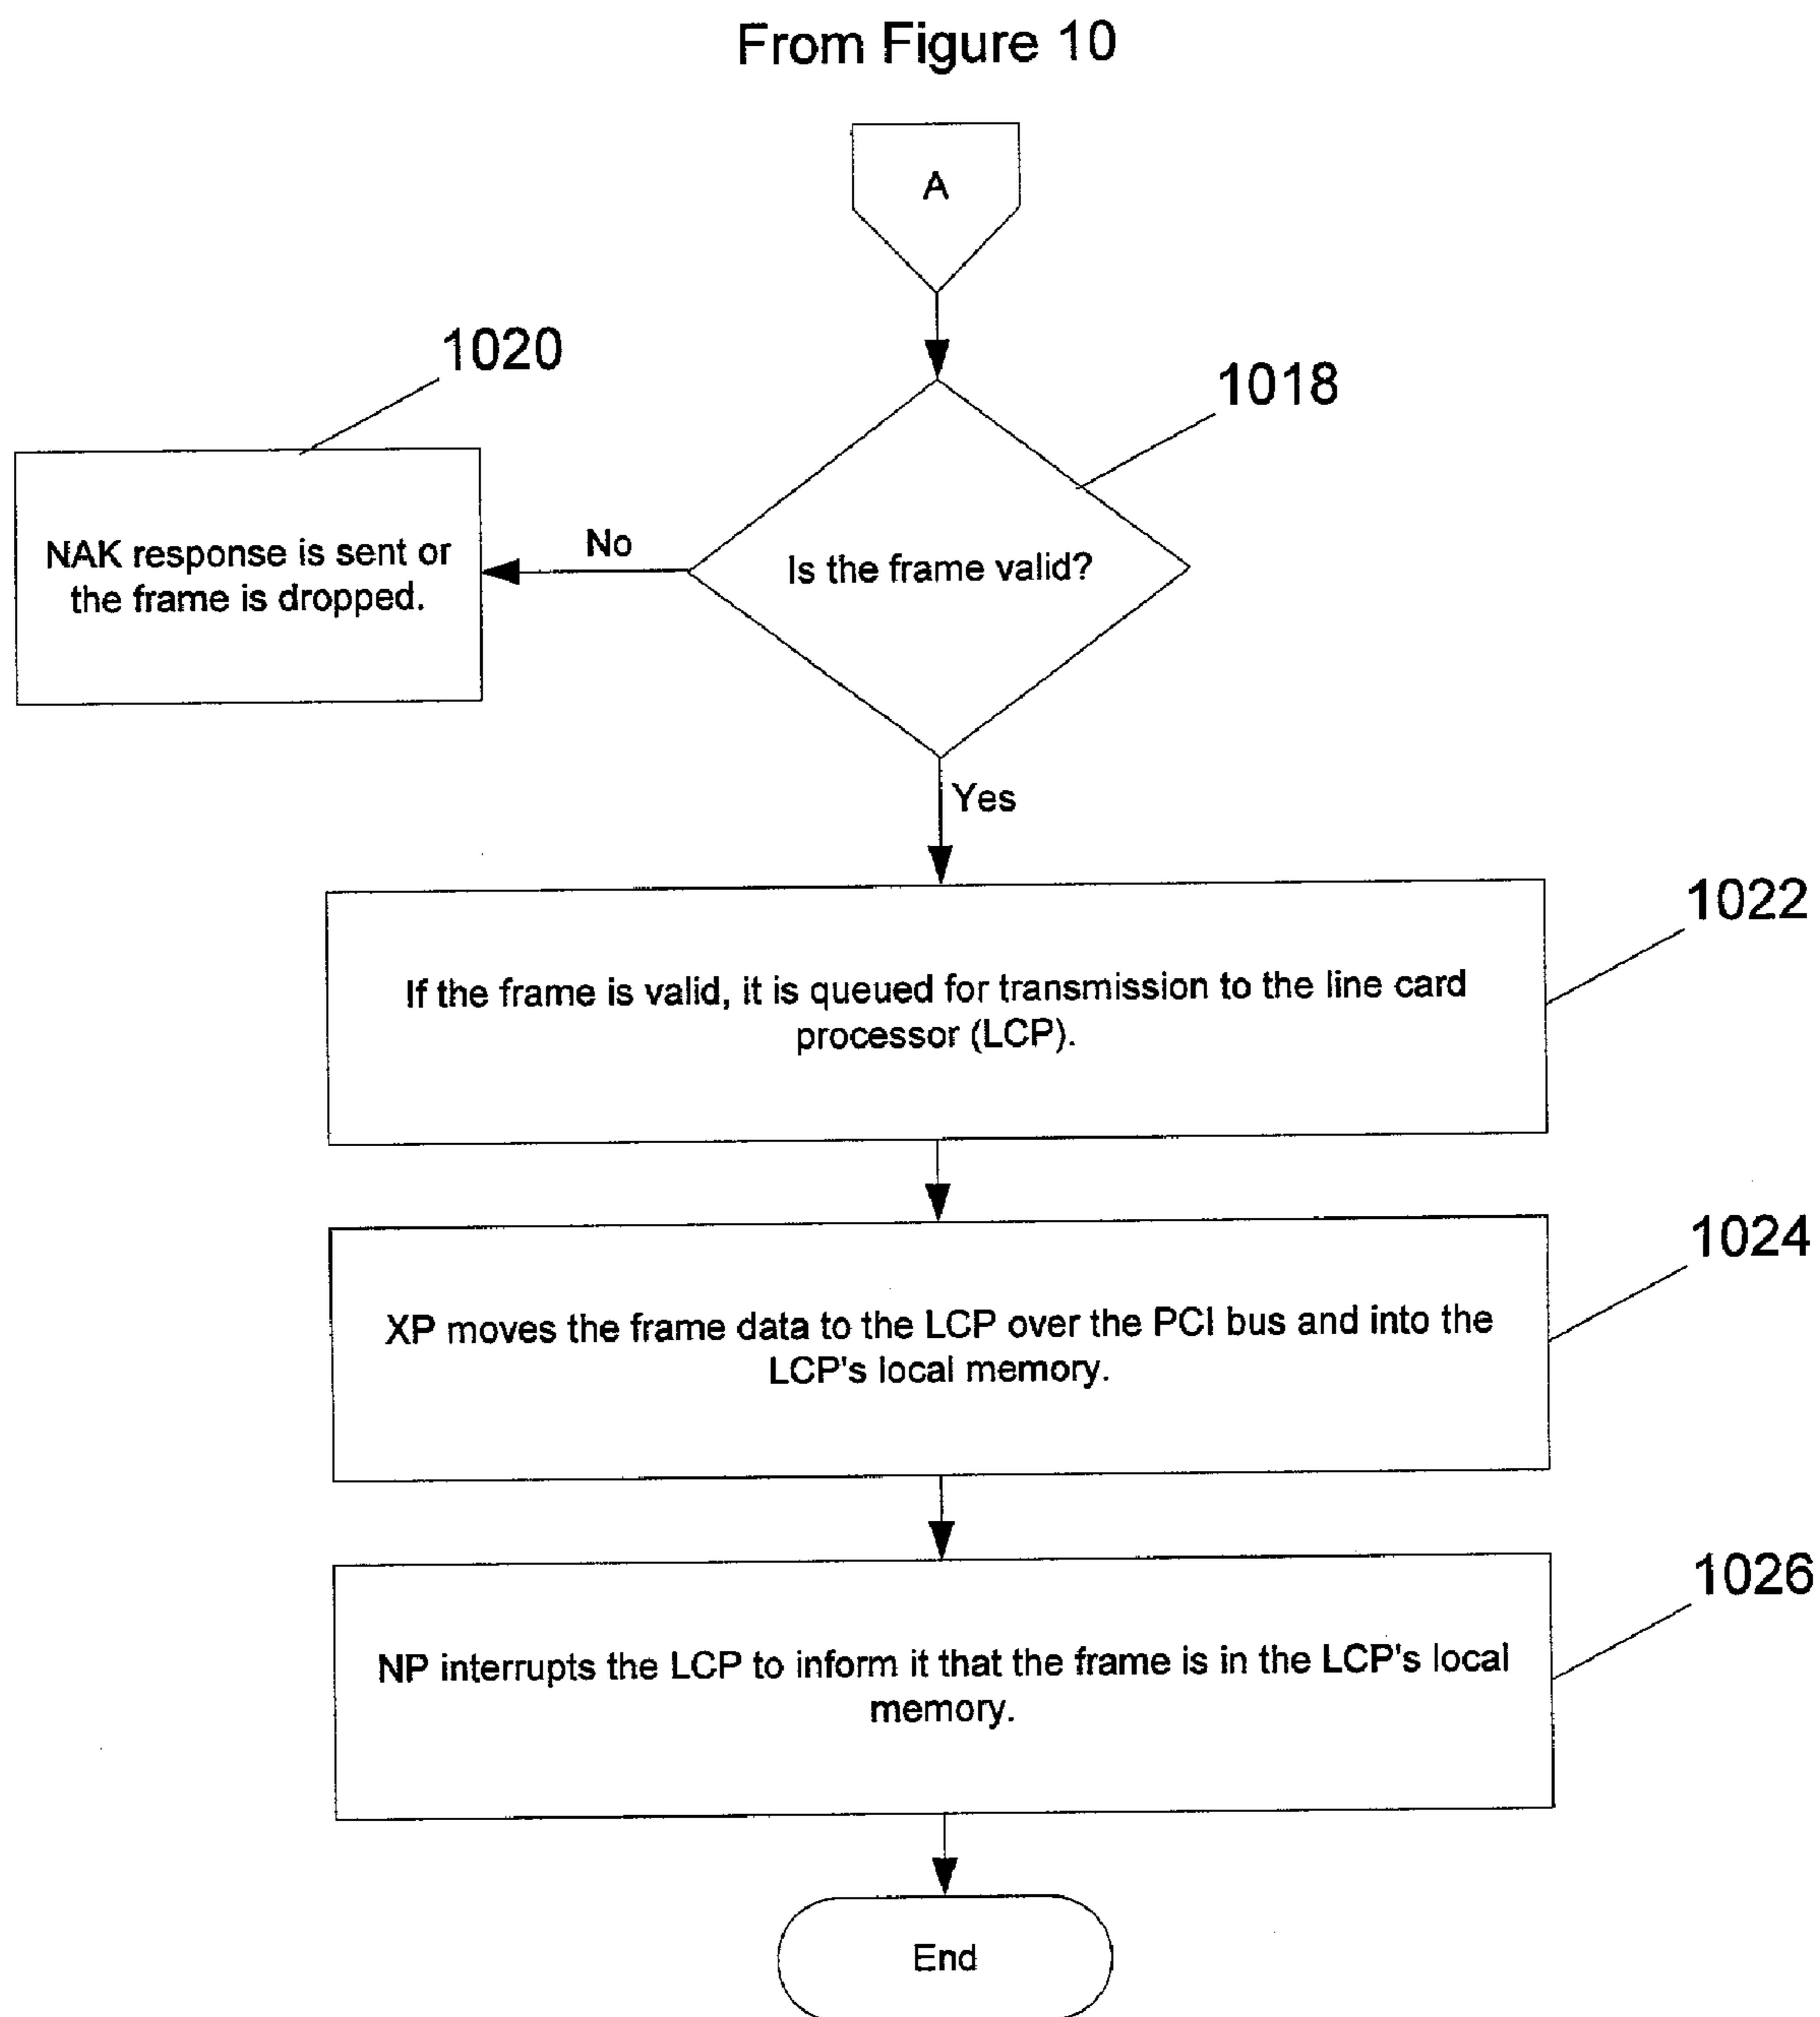 From Figure 10
A
1020
1018
NAK response is sent or
the frame is dropped.
No
Is the frame valid?
Yes
1022
If the frame is valid, it is queued for transmission to the line card
processor (LCP).
1024
XP moves the frame data to the LCP over the PCI bus and into the
LCP's local memory.
1026
NP interrupts the LCP to inform it that the frame is in the LCP's local
memory.
End